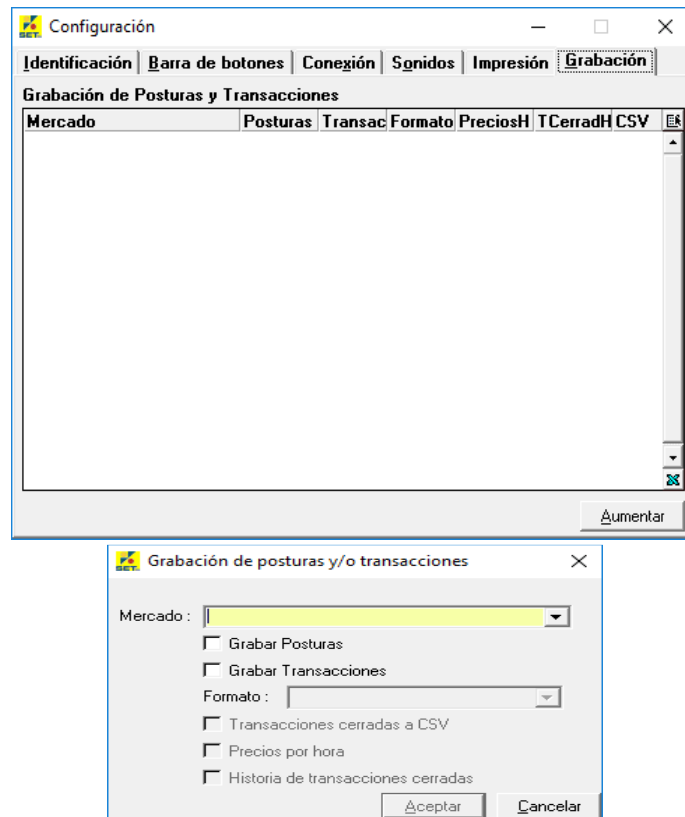 SET. Configuración
Identificación Barra de botones Conexión Sonidos Impresión Grabación
Grabación de Posturas y Transacciones
Mercado Posturas Transac Formato PreciosH TCerradH CSV
Aumentar
SET. Grabación de posturas y/o transacciones
Mercado :
Grabar Posturas
Grabar Transacciones
Formato :
Transacciones cerradas a CSV
Precios por hora
Historia de transacciones cerradas
Aceptar Cancelar